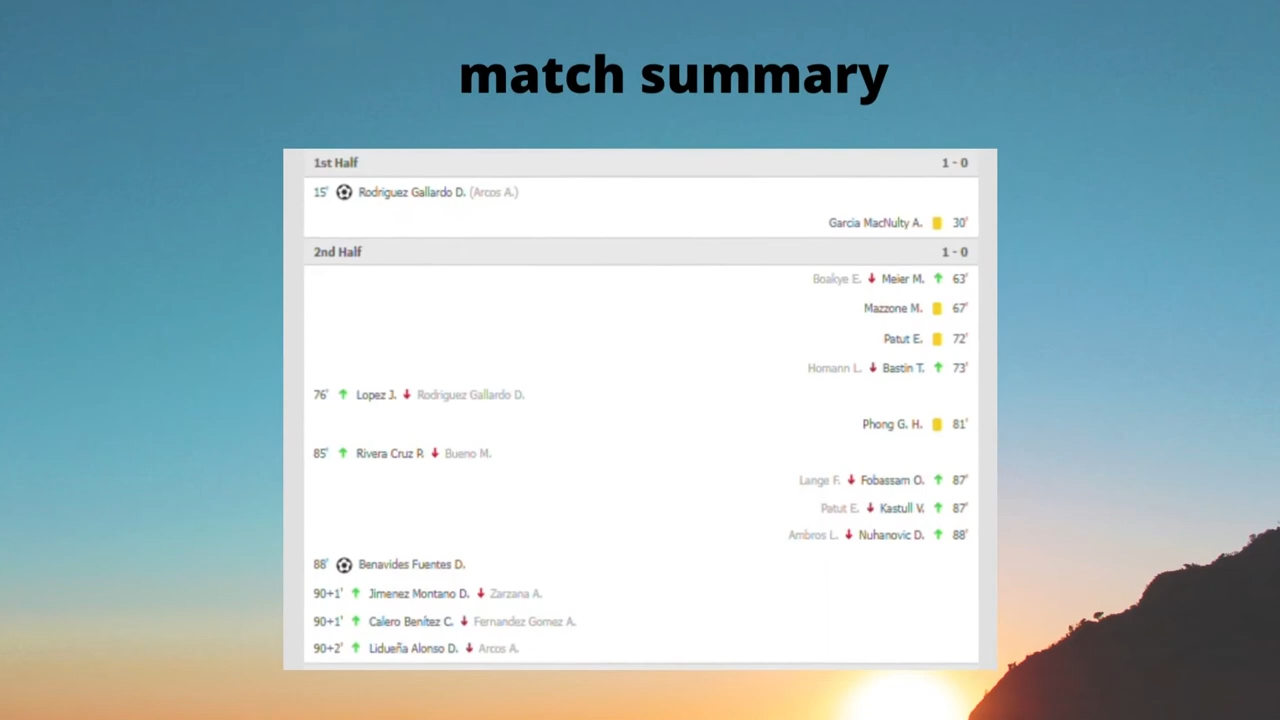 match summary
1st Half 1 - 0
15' Rodriguez Gallardo D. (Arcos A.)
Garcia MacNulty A. 30'
2nd Half 1 - 0
Boakye E. Meier M. 63'
Mazzone M. 67'
Patut E. 72'
Homann L. Bastin T. 73'
76' Lopez J. Rodriguez Gallardo D.
Phong G. H. 81'
85' Rivera Cruz P. Bueno M.
Lange F. Fobassam O. 87'
Patut E. Kastull V. 87'
Ambros L. Nuhanovic D. 88'
88' Benavides Fuentes D.
90+1' Jimenez Montano D. Zarzana A.
90+1' Calero Benítez C. Fernandez Gomez A.
90+2' Lidueña Alonso D. Arcos A.